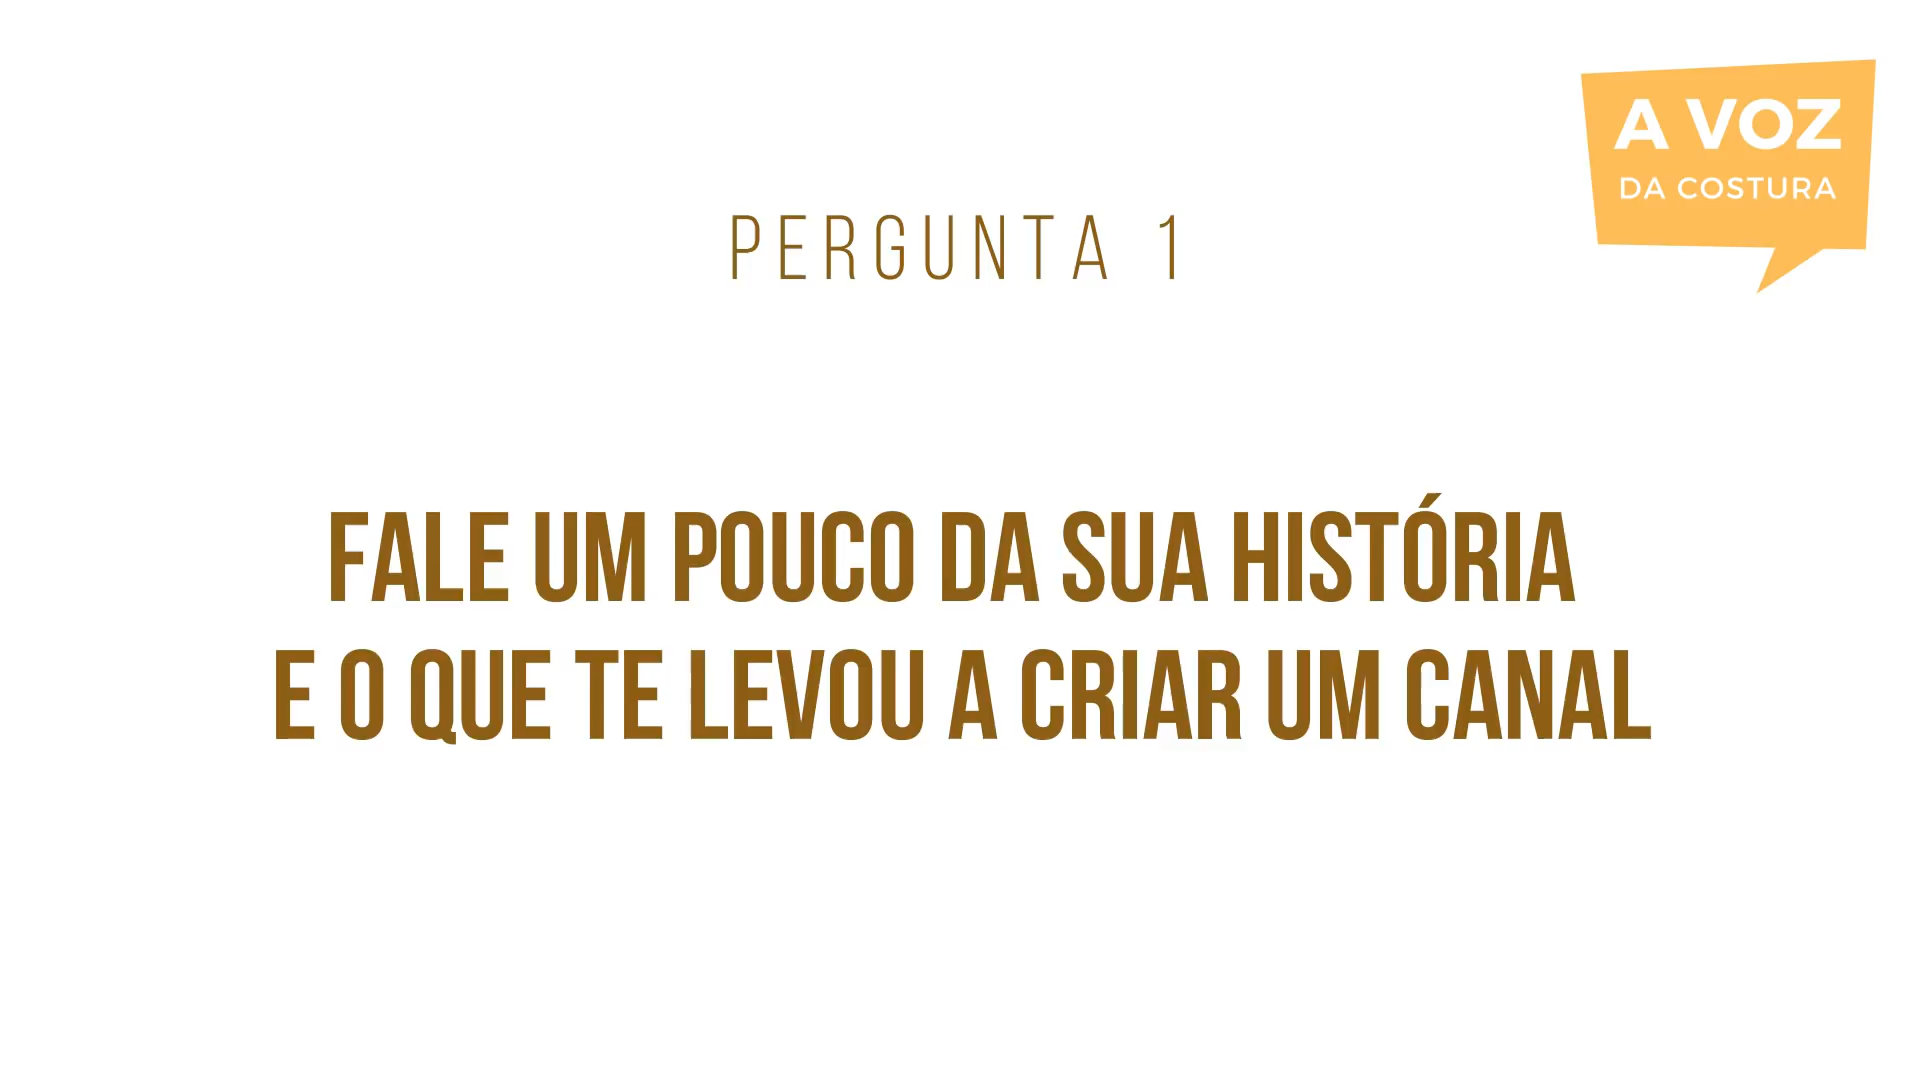 A VOZ
DA COSTURA
PERGUNTA 1
FALE UM POUCO DA SUA HISTÓRIA
E O QUE TE LEVOU A CRIAR UM CANAL